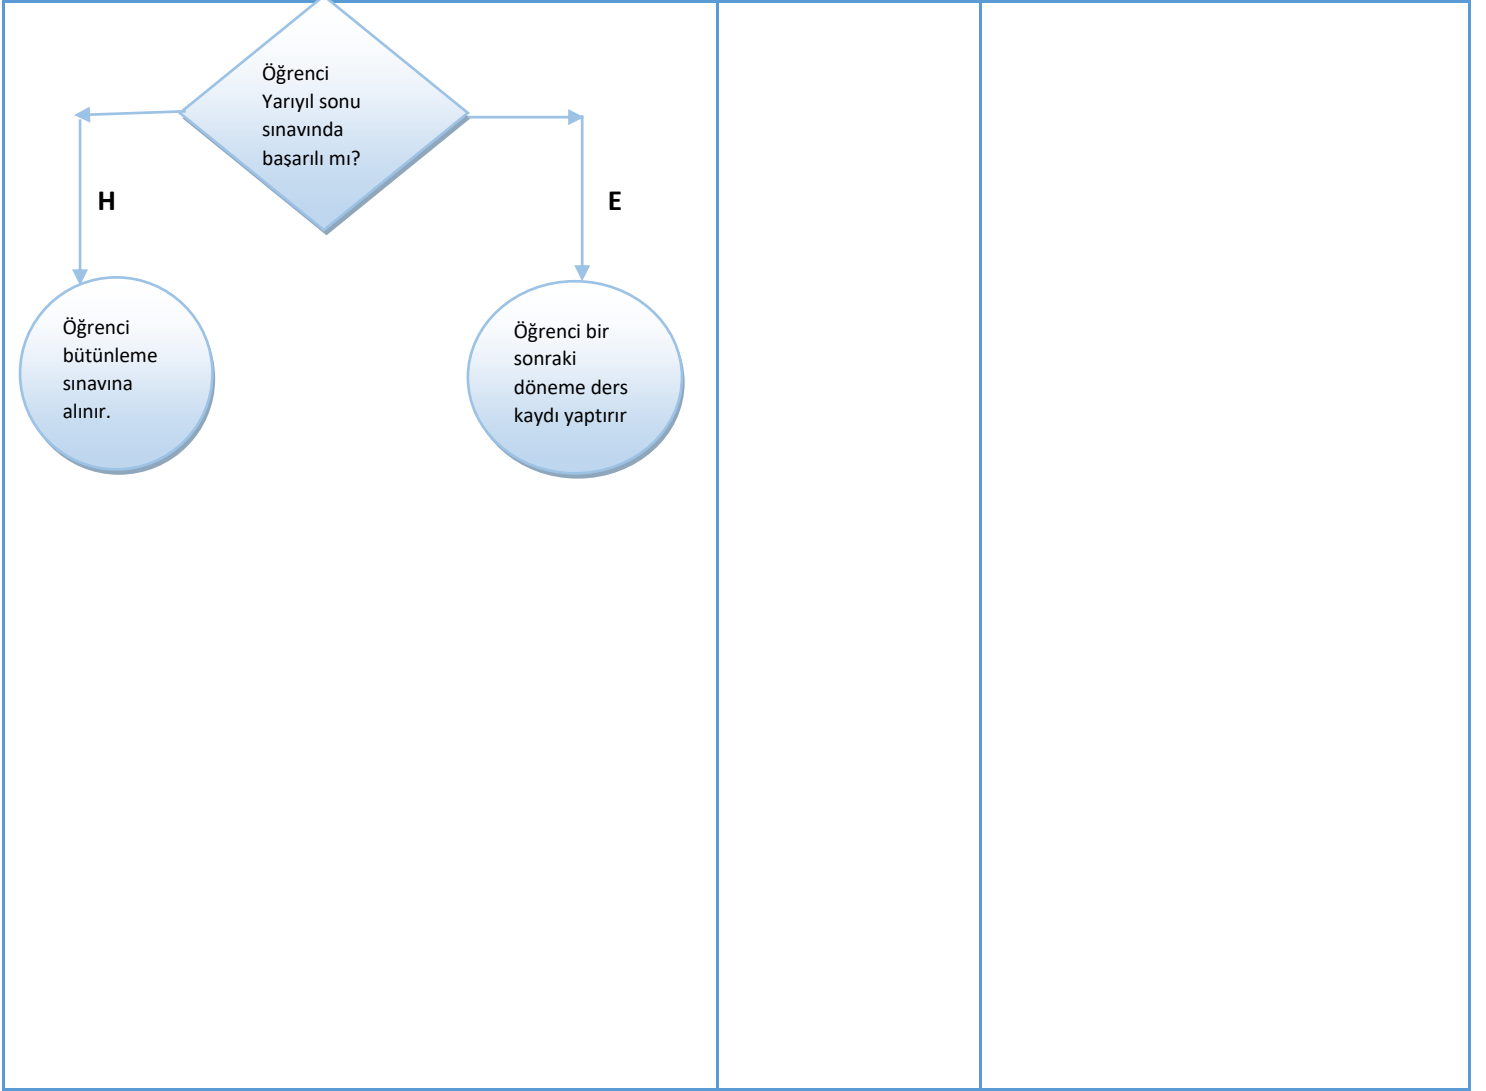 Öğrenci
Yarıyıl sonu
sınavında
başarılı mı?
H
E
Öğrenci
bütünleme
sınavına
alınır.
Öğrenci bir
sonraki
döneme ders
kaydı yaptırır